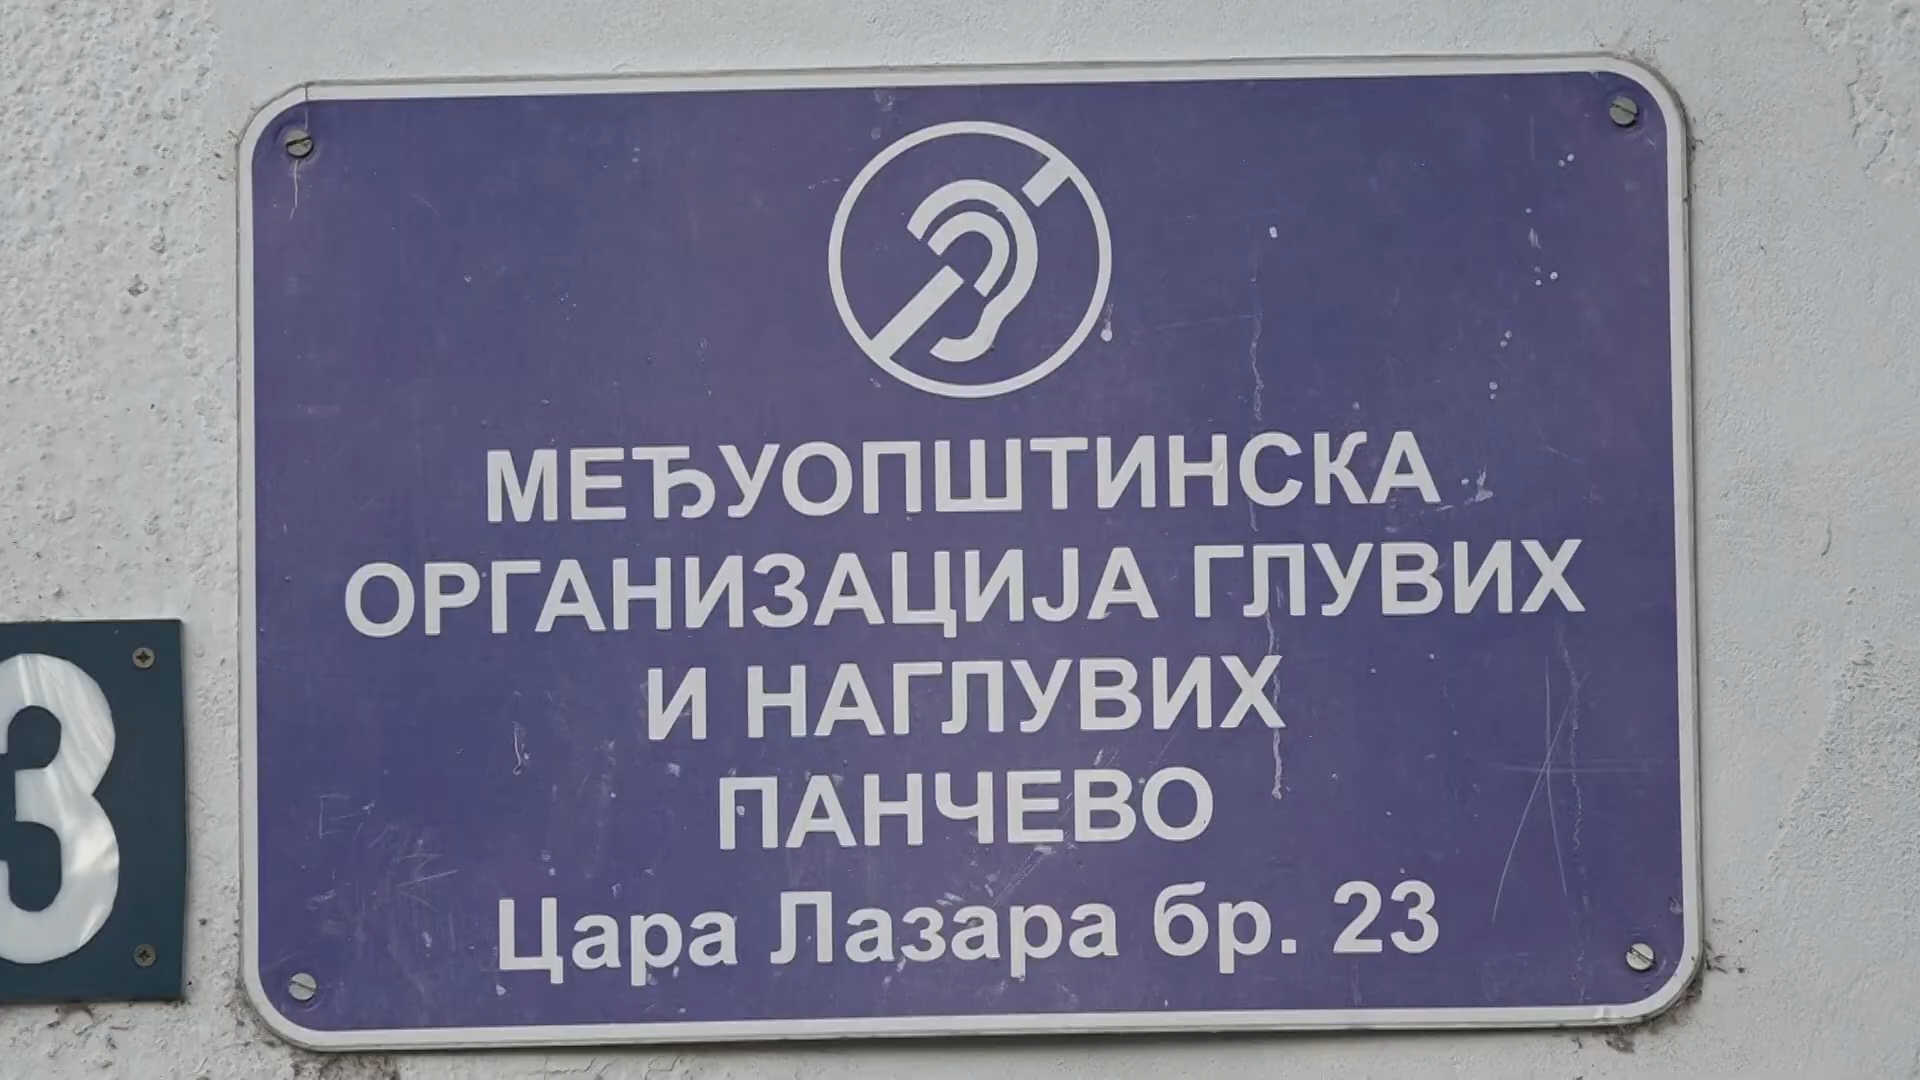 МЕЂУОПШТИНСКА
ОРГАНИЗАЦИЈА ГЛУВИХ
И НАГЛУВИХ
ПАНЧЕВО
Цара Лазара бр. 23
3